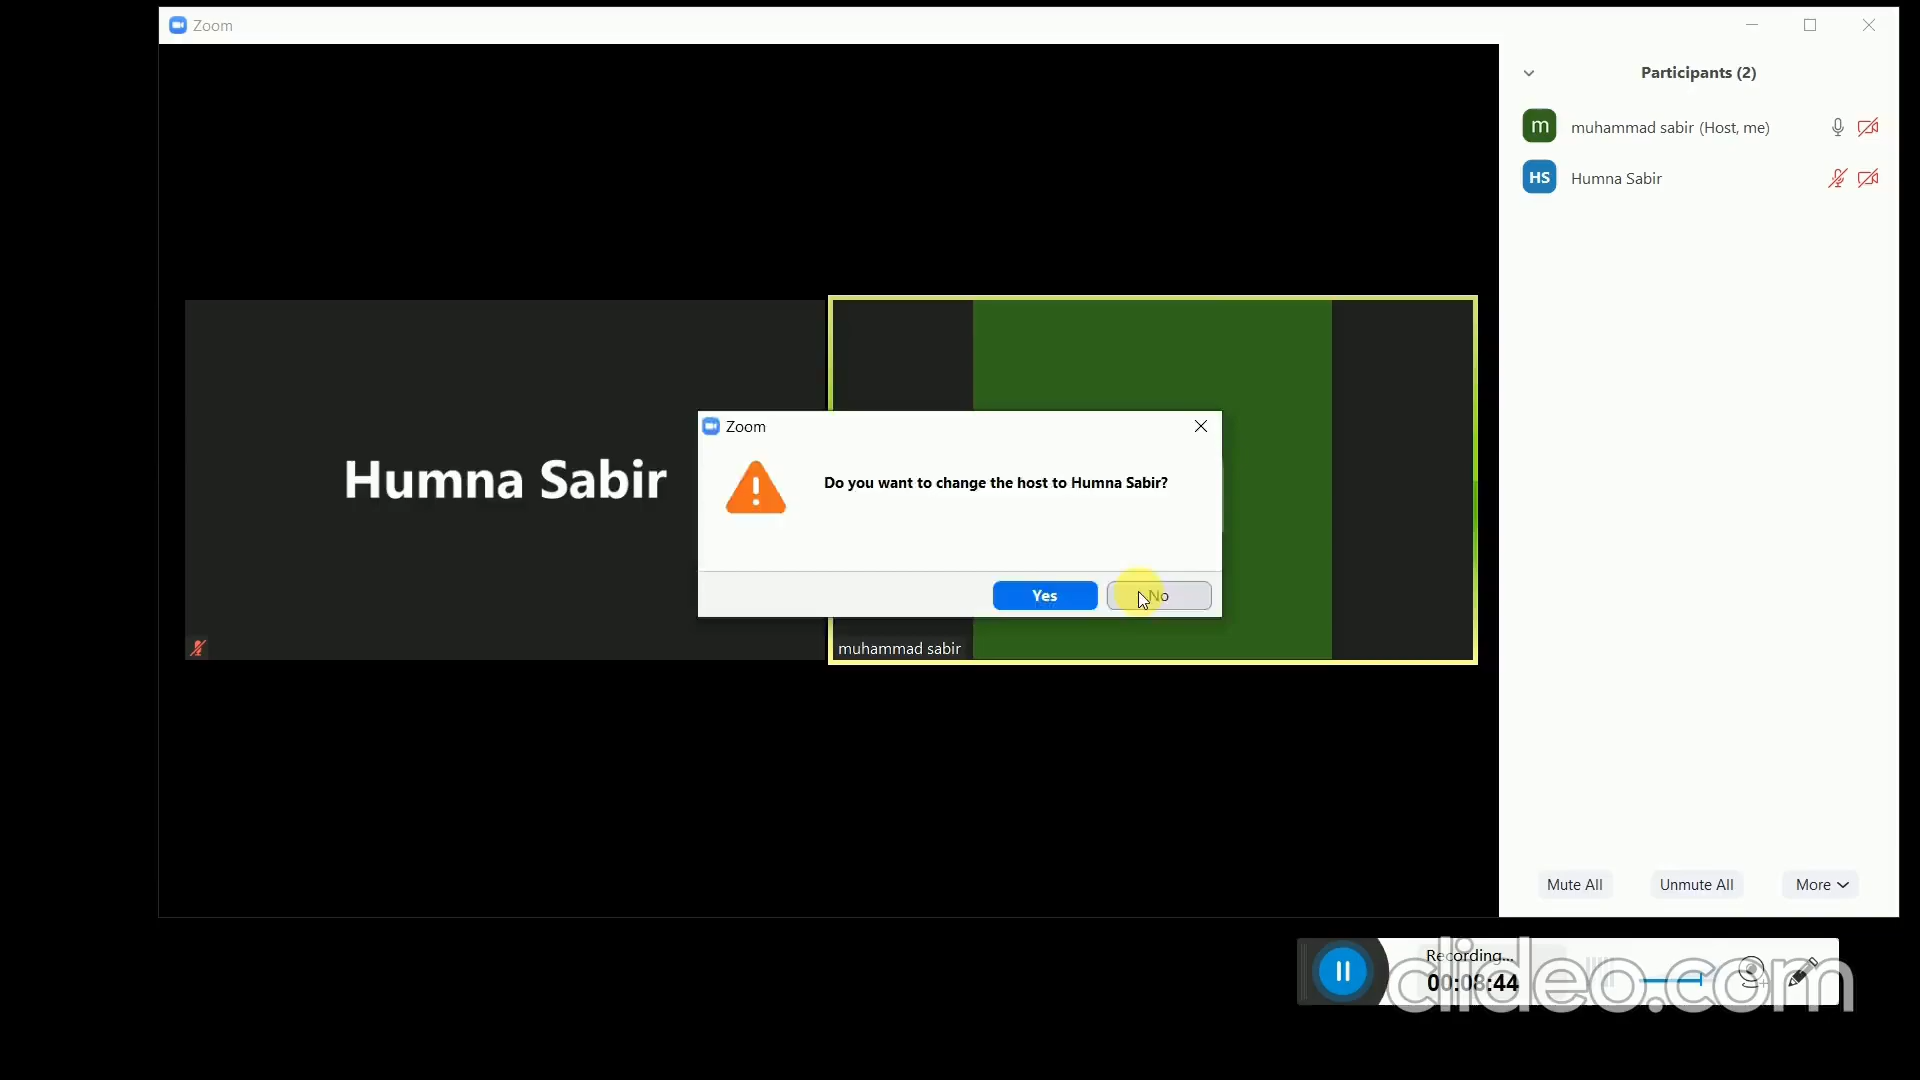 Zoom
Participants (2)
m muhammad sabir (Host, me)
HS Humna Sabir
Humna Sabir
Zoom
Do you want to change the host to Humna Sabir?
Yes No
muhammad sabir
Mute All Unmute All More
Recording...
00:08:44
clideo.com